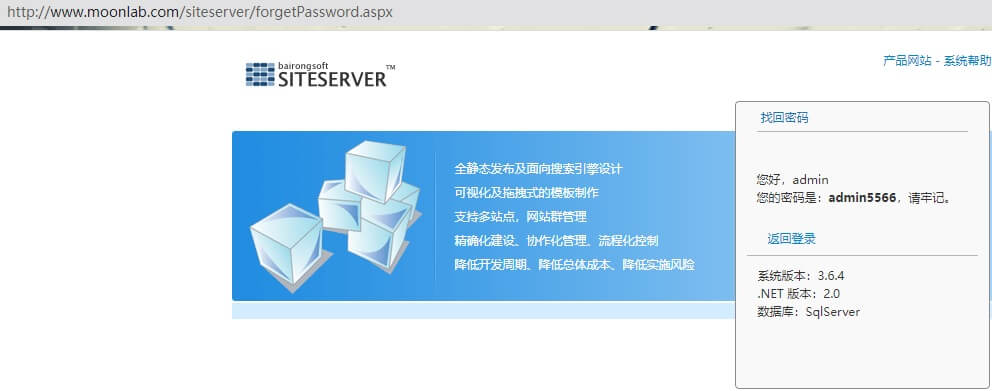 http://www.moonlab.com/siteserver/forgetPassword.aspx
bairongsoft
SITESERVER™
产品网站 - 系统帮助
找回密码
全静态发布及面向搜索引擎设计
可视化及拖拽式的模板制作
支持多站点，网站群管理
精确化建设、协作化管理、流程化控制
降低开发周期、降低总体成本、降低实施风险
您好，admin
您的密码是：admin5566，请牢记。
返回登录
系统版本：3.6.4
.NET 版本：2.0
数据库：SqlServer